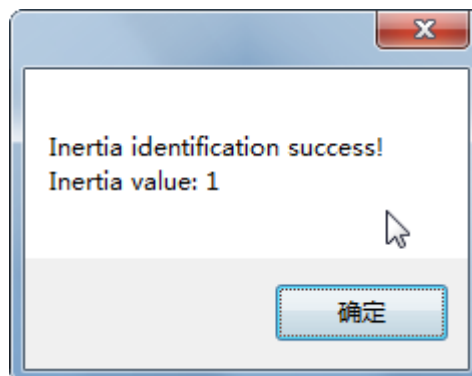 Inertia identification success!
Inertia value: 1
确定